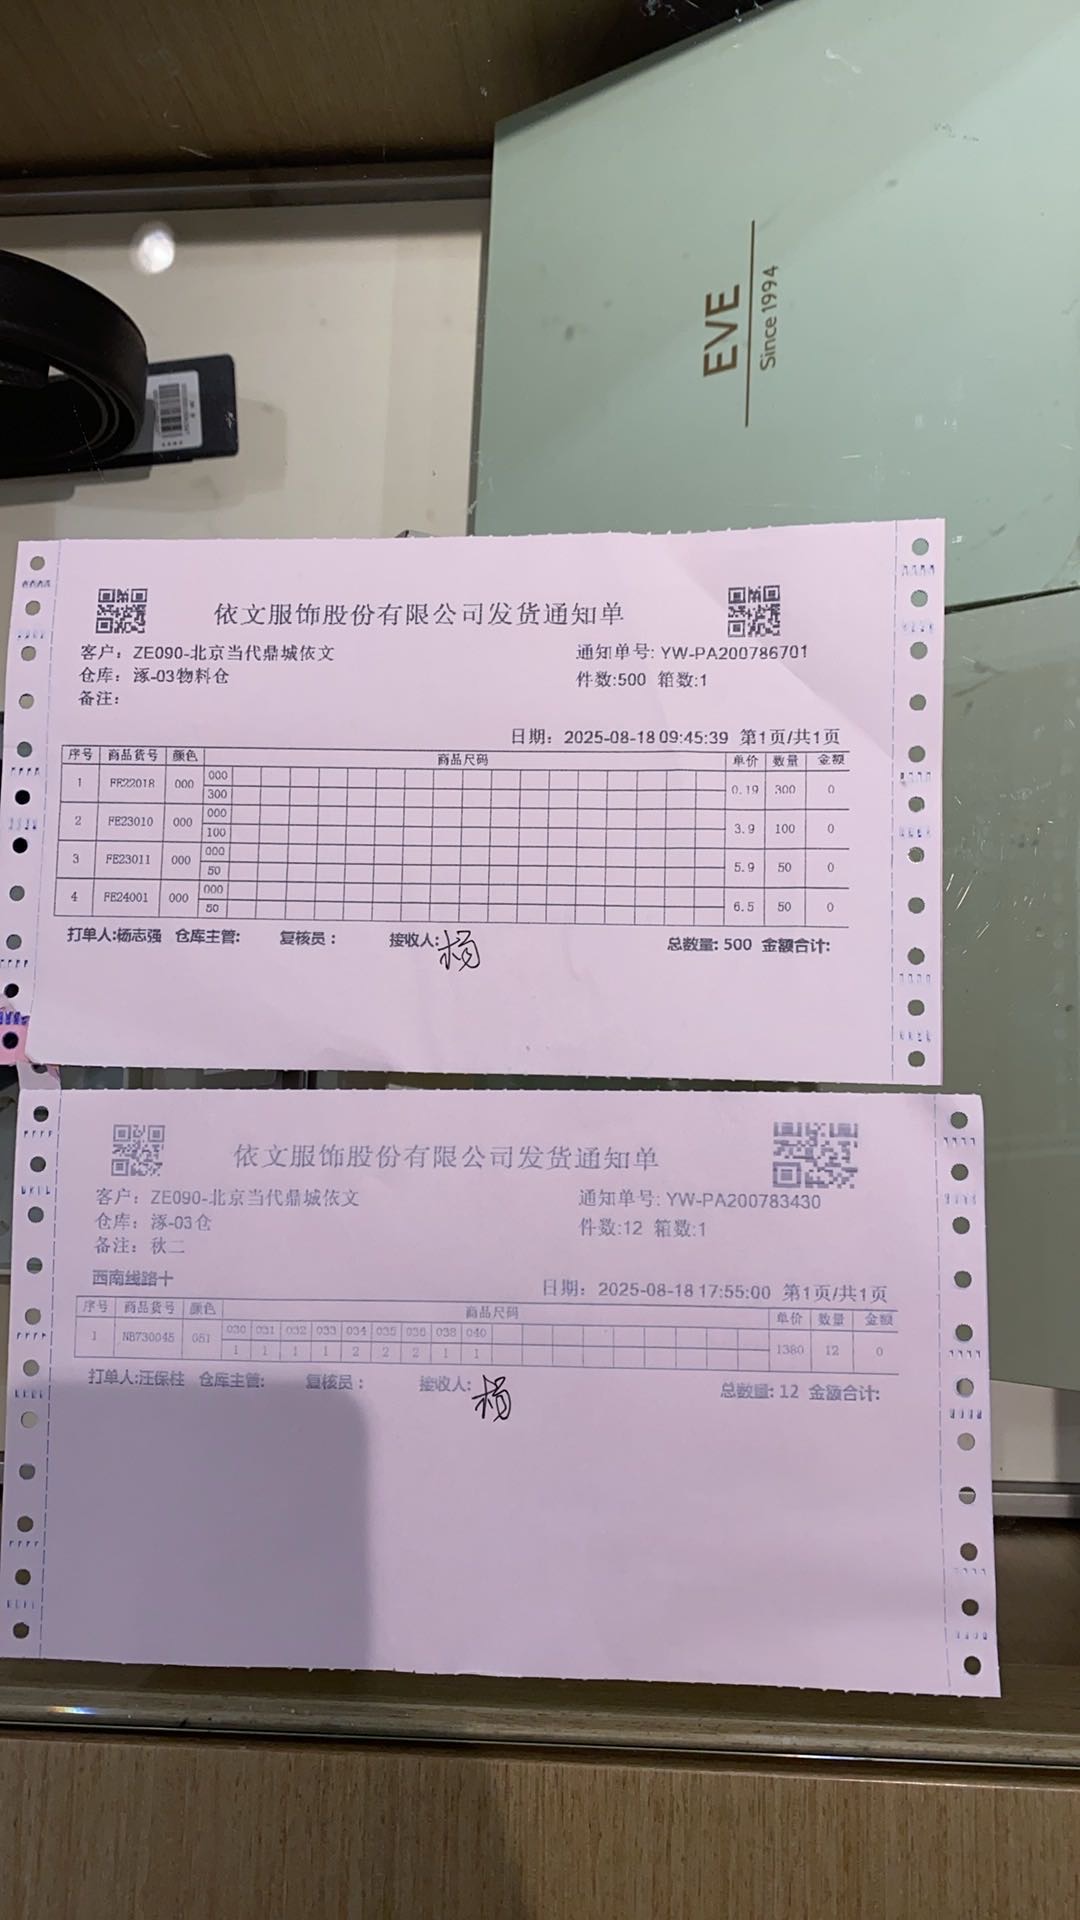 EVE
Since 1994
依文服饰股份有限公司发货通知单
客户：ZE090-北京当代鼎城依文 通知单号: YW-PA200786701
仓库：涿-03物料仓 件数:500 箱数:1
备注：
日期：2025-08-18 09:45:39 第1页/共1页
序号 商品货号 颜色 商品尺码 单价 数量 金额
1 FE22018 000 000 0.19 300 0
300
2 FE23010 000 000 3.9 100 0
100
3 FE23011 000 000 5.9 50 0
50
4 FE24001 000 000 6.5 50 0
50
打单人:杨志强 仓库主管: 复核员： 接收人:杨 总数量: 500 金额合计:
依文服饰股份有限公司发货通知单
客户：ZE090-北京当代鼎城依文 通知单号: YW-PA200783430
仓库：涿-03仓 件数:12 箱数:1
备注：秋二
西南线路十 日期：2025-08-18 17:55:00 第1页/共1页
序号 商品货号 颜色 商品尺码 单价 数量 金额
1 NB730045 051 030 031 032 033 034 035 036 038 040 1380 12 0
1 1 1 1 2 2 2 1 1
打单人:汪保柱 仓库主管: 复核员： 接收人:杨 总数量: 12 金额合计: